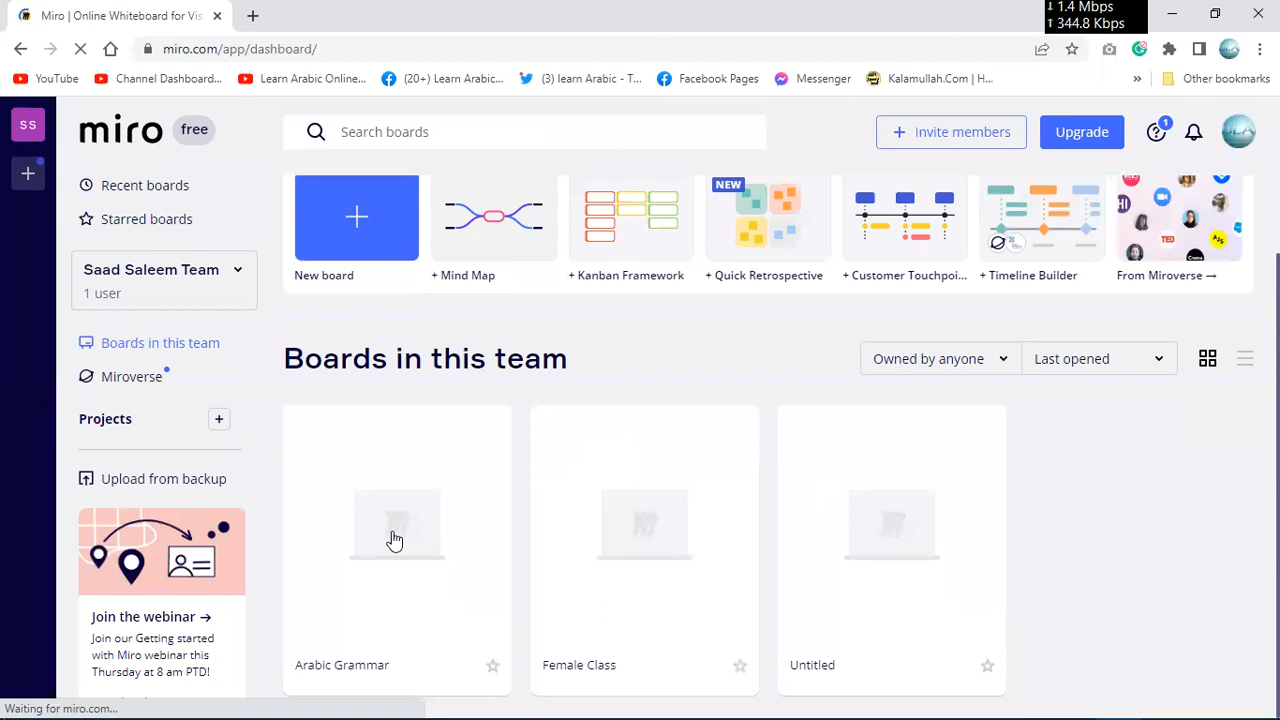 Miro | Online Whiteboard for Vis
1.4 Mbps
344.8 Kbps
miro.com/app/dashboard/
YouTube
Channel Dashboard...
Learn Arabic Online...
(20+) Learn Arabic...
(3) learn Arabic - T...
Facebook Pages
Messenger
Kalamullah.Com | H...
Other bookmarks
SS
miro
free
Search boards
Invite members
Upgrade
1
Recent boards
Starred boards
Saad Saleem Team
1 user
Boards in this team
Miroverse
Projects
Upload from backup
Join the webinar →
Join our Getting started
with Miro webinar this
Thursday at 8 am PTD!
New board
+ Mind Map
+ Kanban Framework
NEW
+ Quick Retrospective
+ Customer Touchpoi...
+ Timeline Builder
TED
From Miroverse →
Boards in this team
Owned by anyone
Last opened
Arabic Grammar
Female Class
Untitled
Waiting for miro.com...